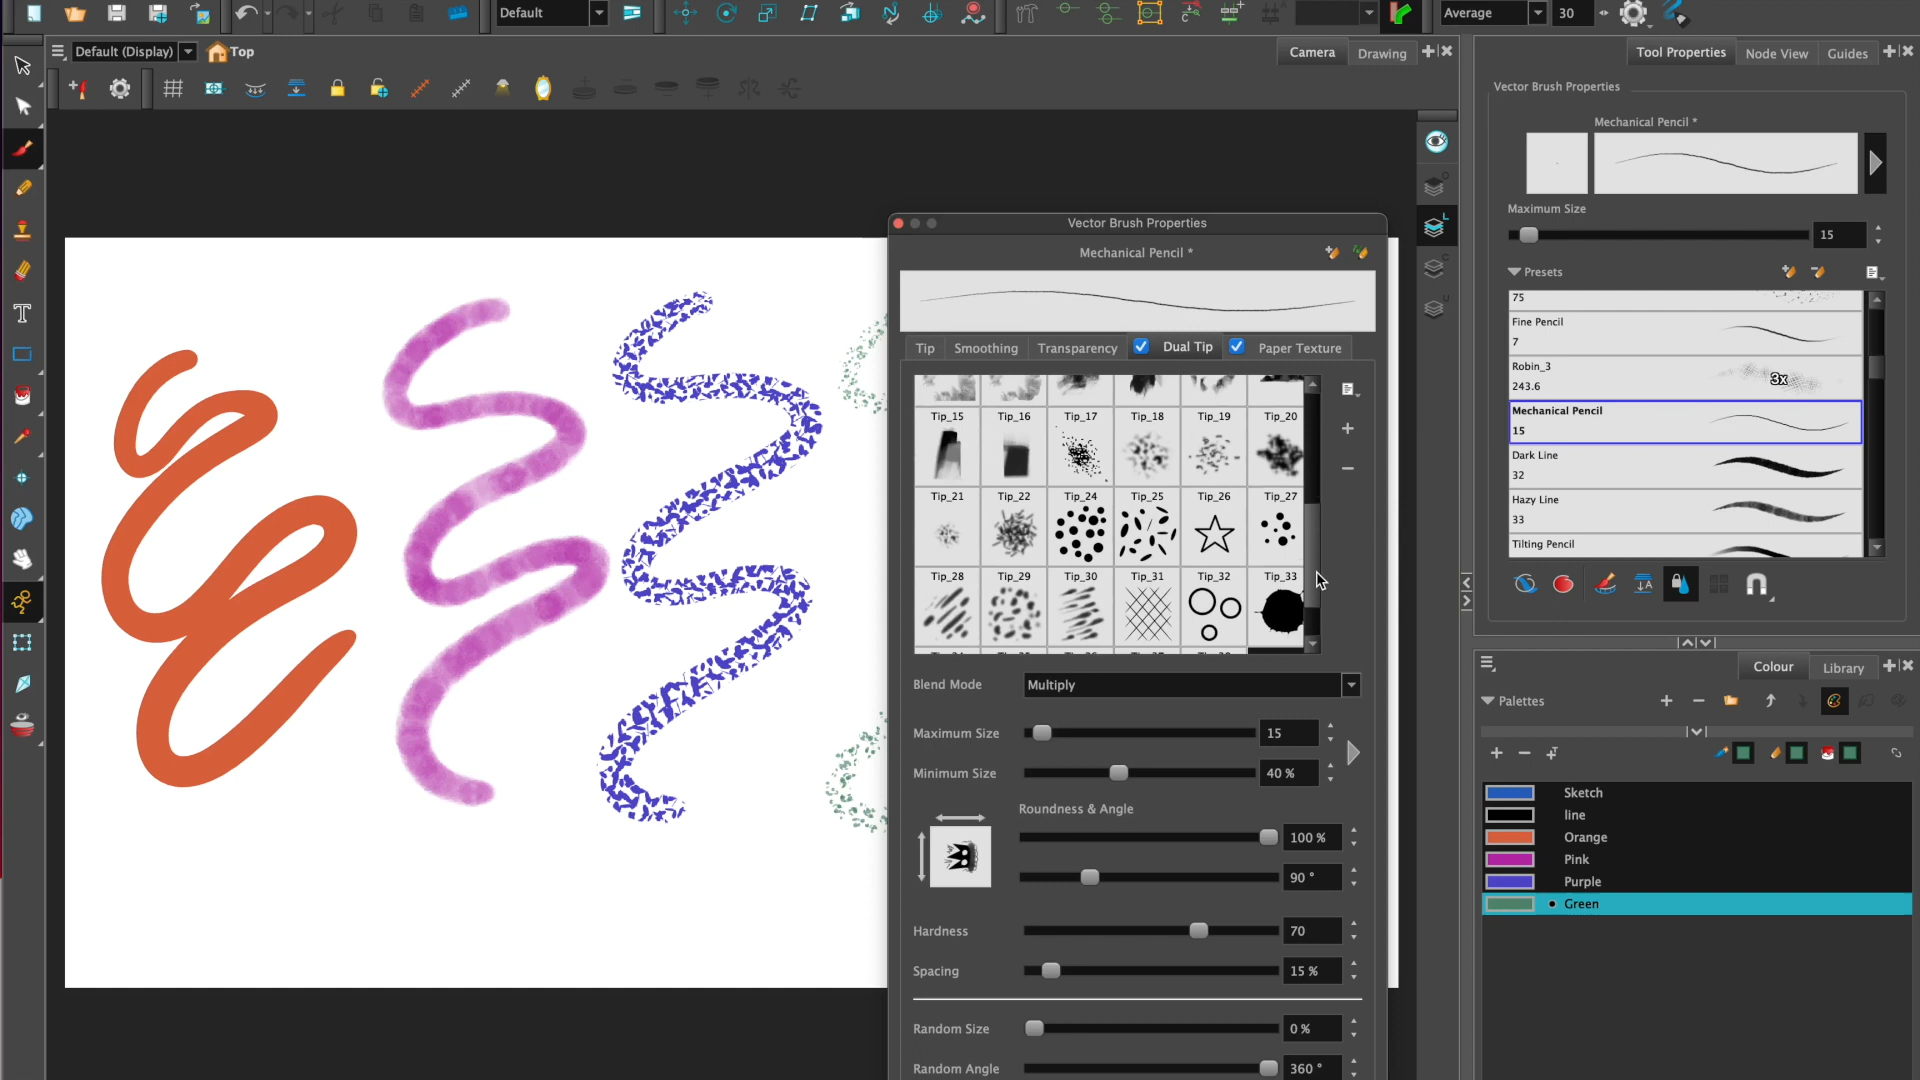 Default
Average
30
Default (Display)
Top
Camera
Drawing
Tool Properties
Node View
Guides
Vector Brush Properties
Mechanical Pencil *
Maximum Size
15
Presets
75
Fine Pencil
7
Robin_3
243.6
3x
Mechanical Pencil
15
Dark Line
32
Hazy Line
33
Tilting Pencil
Vector Brush Properties
Mechanical Pencil *
Tip
Smoothing
Transparency
Dual Tip
Paper Texture
Tip_15 Tip_16 Tip_17 Tip_18 Tip_19 Tip_20
Tip_21 Tip_22 Tip_24 Tip_25 Tip_26 Tip_27
Tip_28 Tip_29 Tip_30 Tip_31 Tip_32 Tip_33
Blend Mode
Multiply
Maximum Size
15
Minimum Size
40 %
Roundness & Angle
100 %
90 °
Hardness
70
Spacing
15 %
Random Size
0 %
Random Angle
360 °
Colour
Library
Palettes
Sketch
line
Orange
Pink
Purple
Green